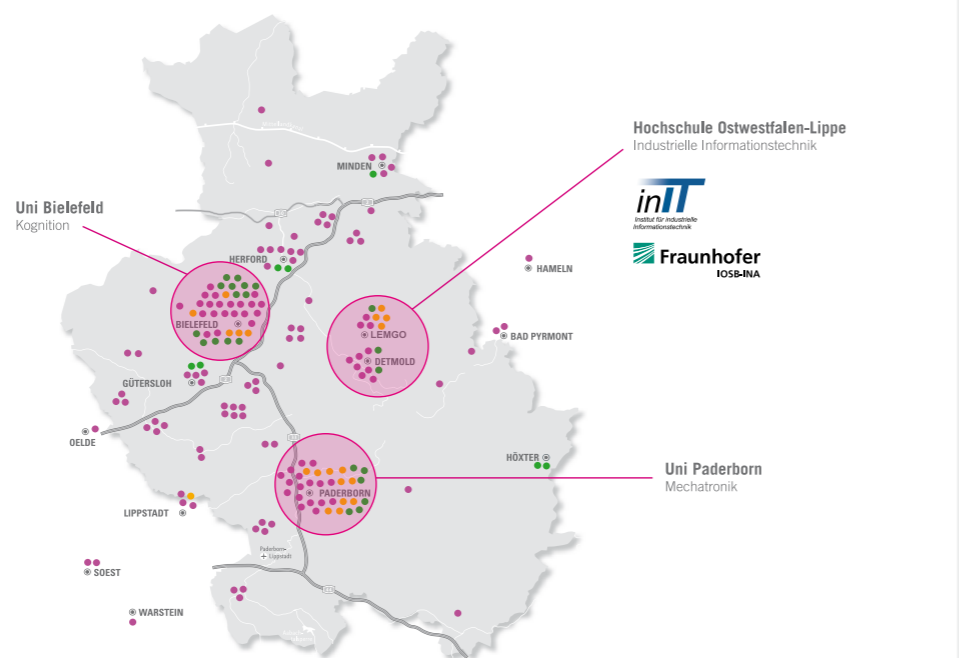 Hochschule Ostwestfalen-Lippe
Industrielle Informationstechnik
inIT
Institut für industrielle
Informationstechnik
Fraunhofer
IOSB-INA
Uni Bielefeld
Kognition
MINDEN
HERFORD
HAMELN
BIELEFELD
LEMGO
BAD PYRMONT
DETMOLD
GÜTERSLOH
OELDE
HÖXTER
Uni Paderborn
Mechatronik
PADERBORN
LIPPSTADT
Paderborn-
Lippstadt
SOEST
WARSTEIN